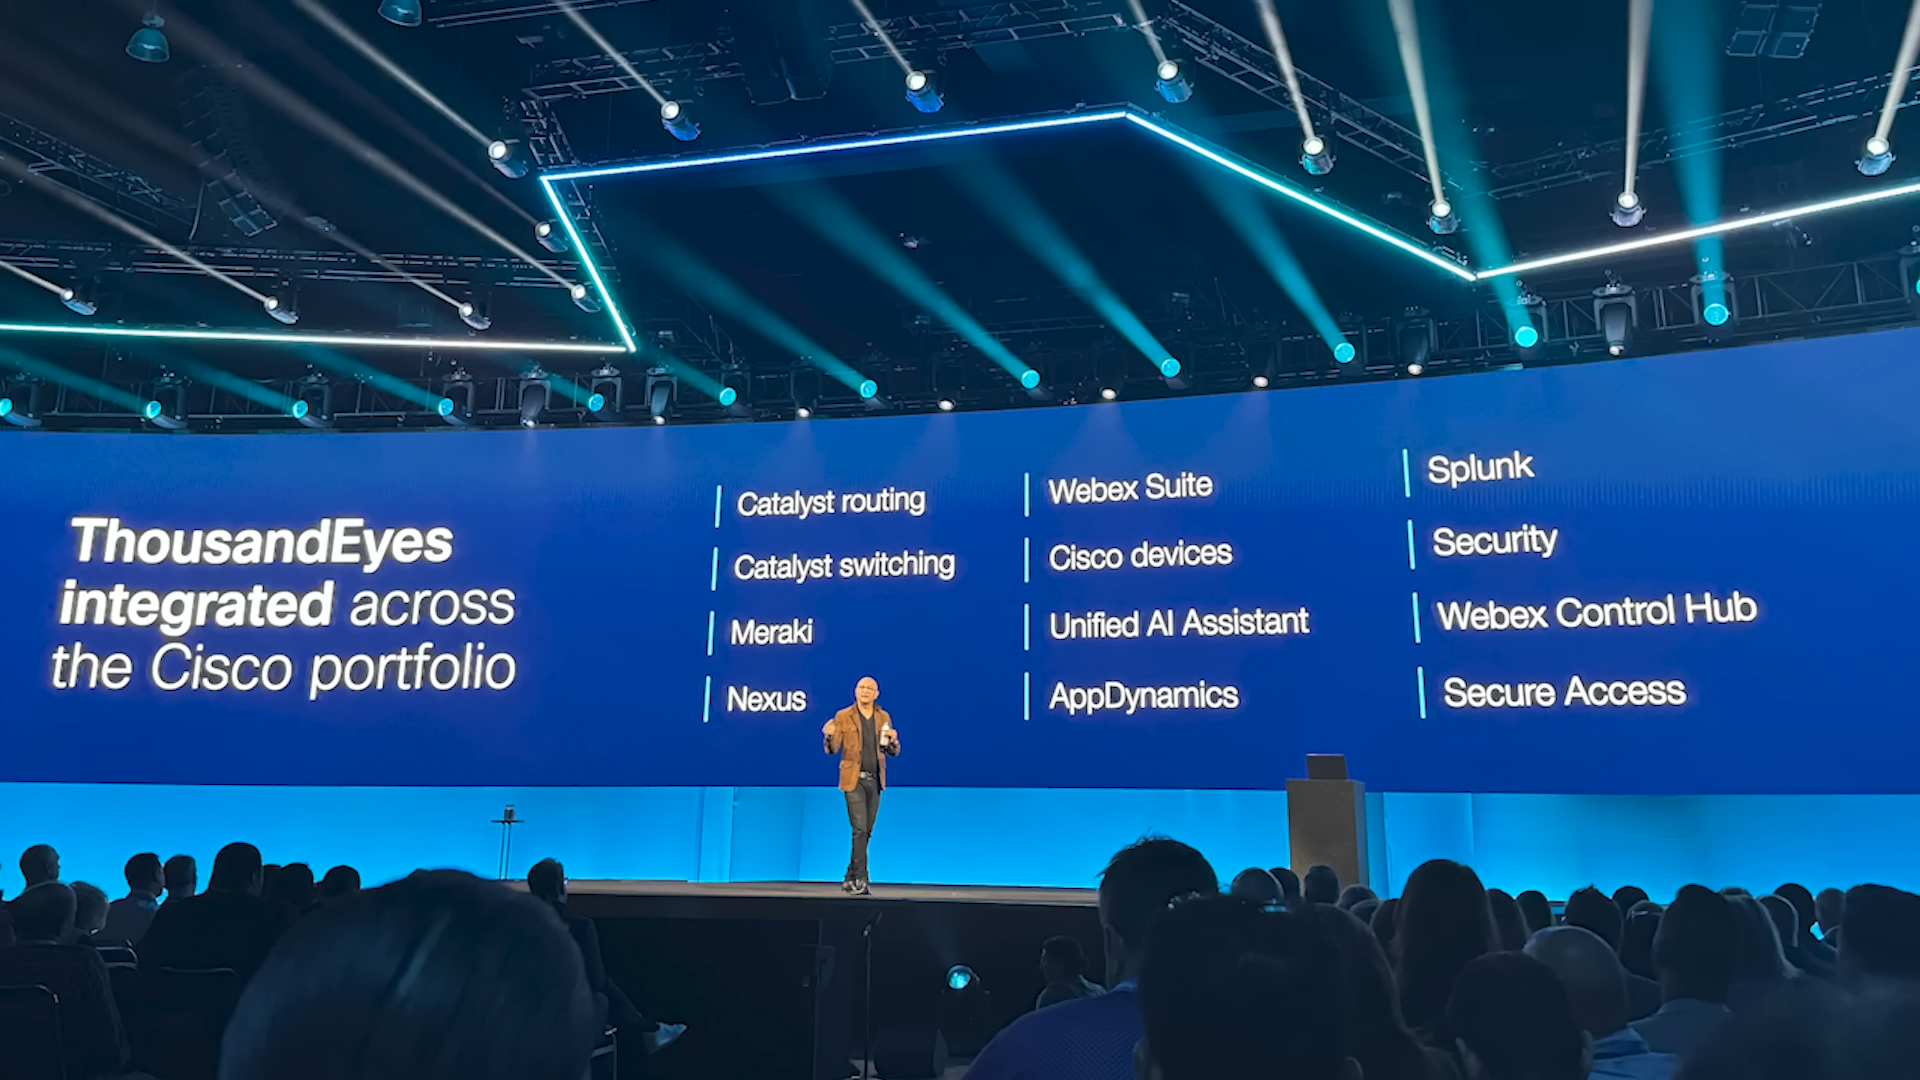 ThousandEyes
integrated across
the Cisco portfolio
Catalyst routing
Catalyst switching
Meraki
Nexus
Webex Suite
Cisco devices
Unified AI Assistant
AppDynamics
Splunk
Security
Webex Control Hub
Secure Access